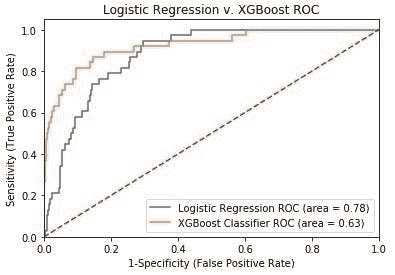 Logistic Regression v. XGBoost ROC
Sensitivity (True Positive Rate)
1.0
0.8
0.6
0.4
0.2
0.0
Logistic Regression ROC (area = 0.78)
XGBoost Classifier ROC (area = 0.63)
0.0 0.2 0.4 0.6 0.8 1.0
1-Specificity (False Positive Rate)